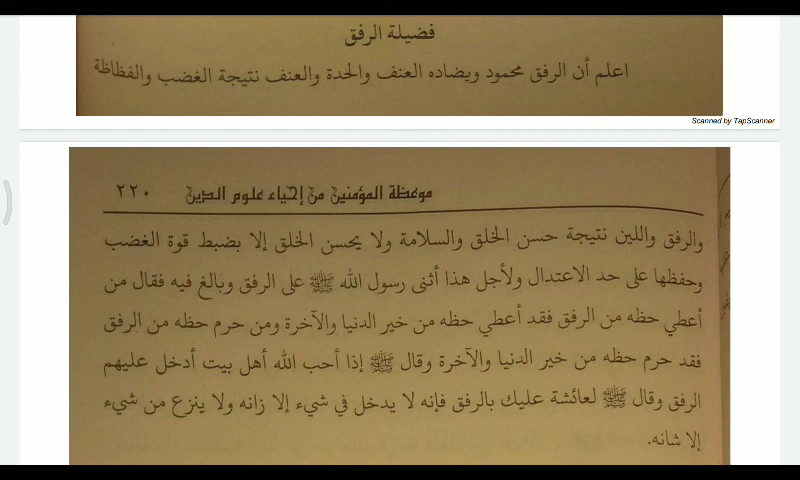 فضيلة الرفق
اعلم أن الرفق محمود ويضاده العنف والحدة والعنف نتيجة الغضب والفظاظة
Scanned by TapScanner
موعظة المؤمنين من إحياء علوم الدين ٢٢٠
والرفق واللين نتيجة حسن الخلق والسلامة ولا يحسن الخلق إلا بضبط قوة الغضب
وحفظها على حد الاعتدال ولأجل هذا أثنى رسول الله ﷺ على الرفق وبالغ فيه فقال من
أعطي حظه من الرفق فقد أعطي حظه من خير الدنيا والآخرة ومن حرم حظه من الرفق
فقد حرم حظه من خير الدنيا والآخرة وقال ﷺ إذا أحب الله أهل بيت أدخل عليهم
الرفق وقال ﷺ لعائشة عليك بالرفق فإنه لا يدخل في شيء إلا زانه ولا ينزع من شيء
إلا شانه.